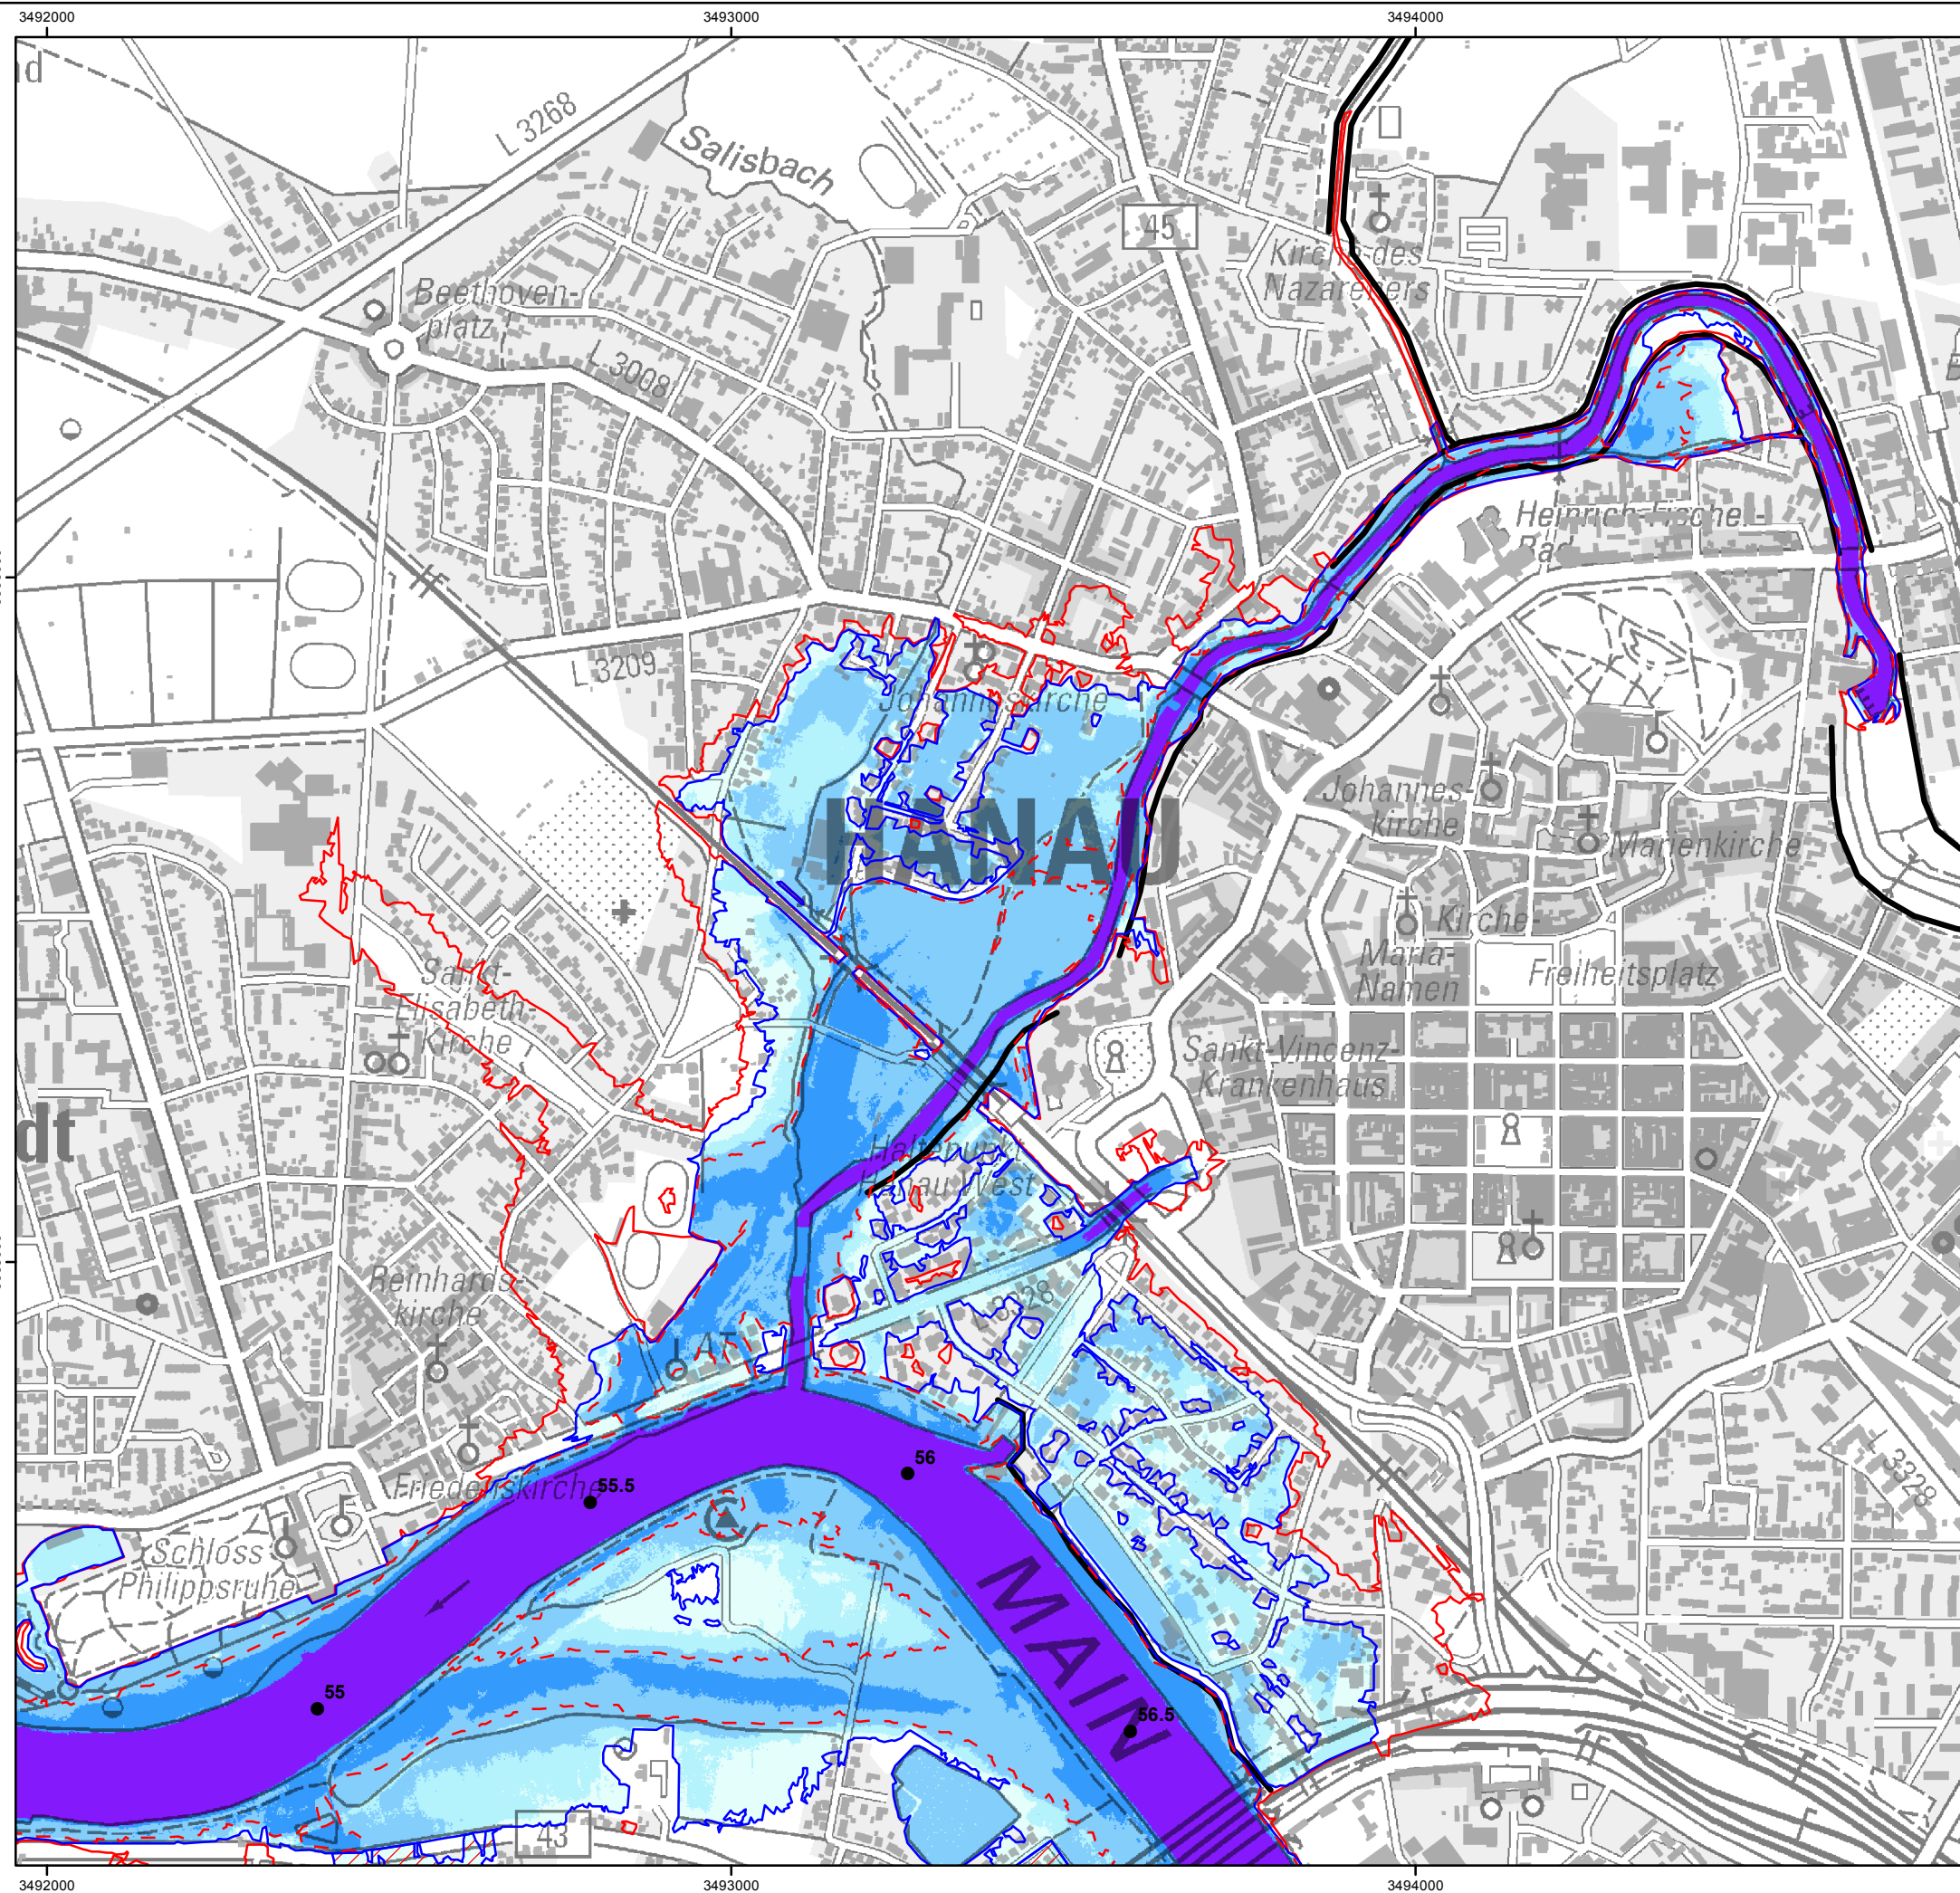 3492000
3493000
3494000
L 3268
Salisbach
45
Kirche des
Nazareners
Beethoven-
platz
L 3008
Heinrich-Fischer-
Bad
L 3209
Johanneskirche
HANAU
Johannes-
kirche
Marienkirche
Kirche-
Maria-
Namen
Freiheitsplatz
Sankt-
Elisabeth-
Kirche
Sankt-Vincenz-
Krankenhaus
dt
Haltepunkt
Hanau West
Reinhards-
kirche
L 3328
56
55.5
Friedenskirche
L 3328
Schloss
Philippsruhe
MAIN
55
56.5
43
3492000
3493000
3494000